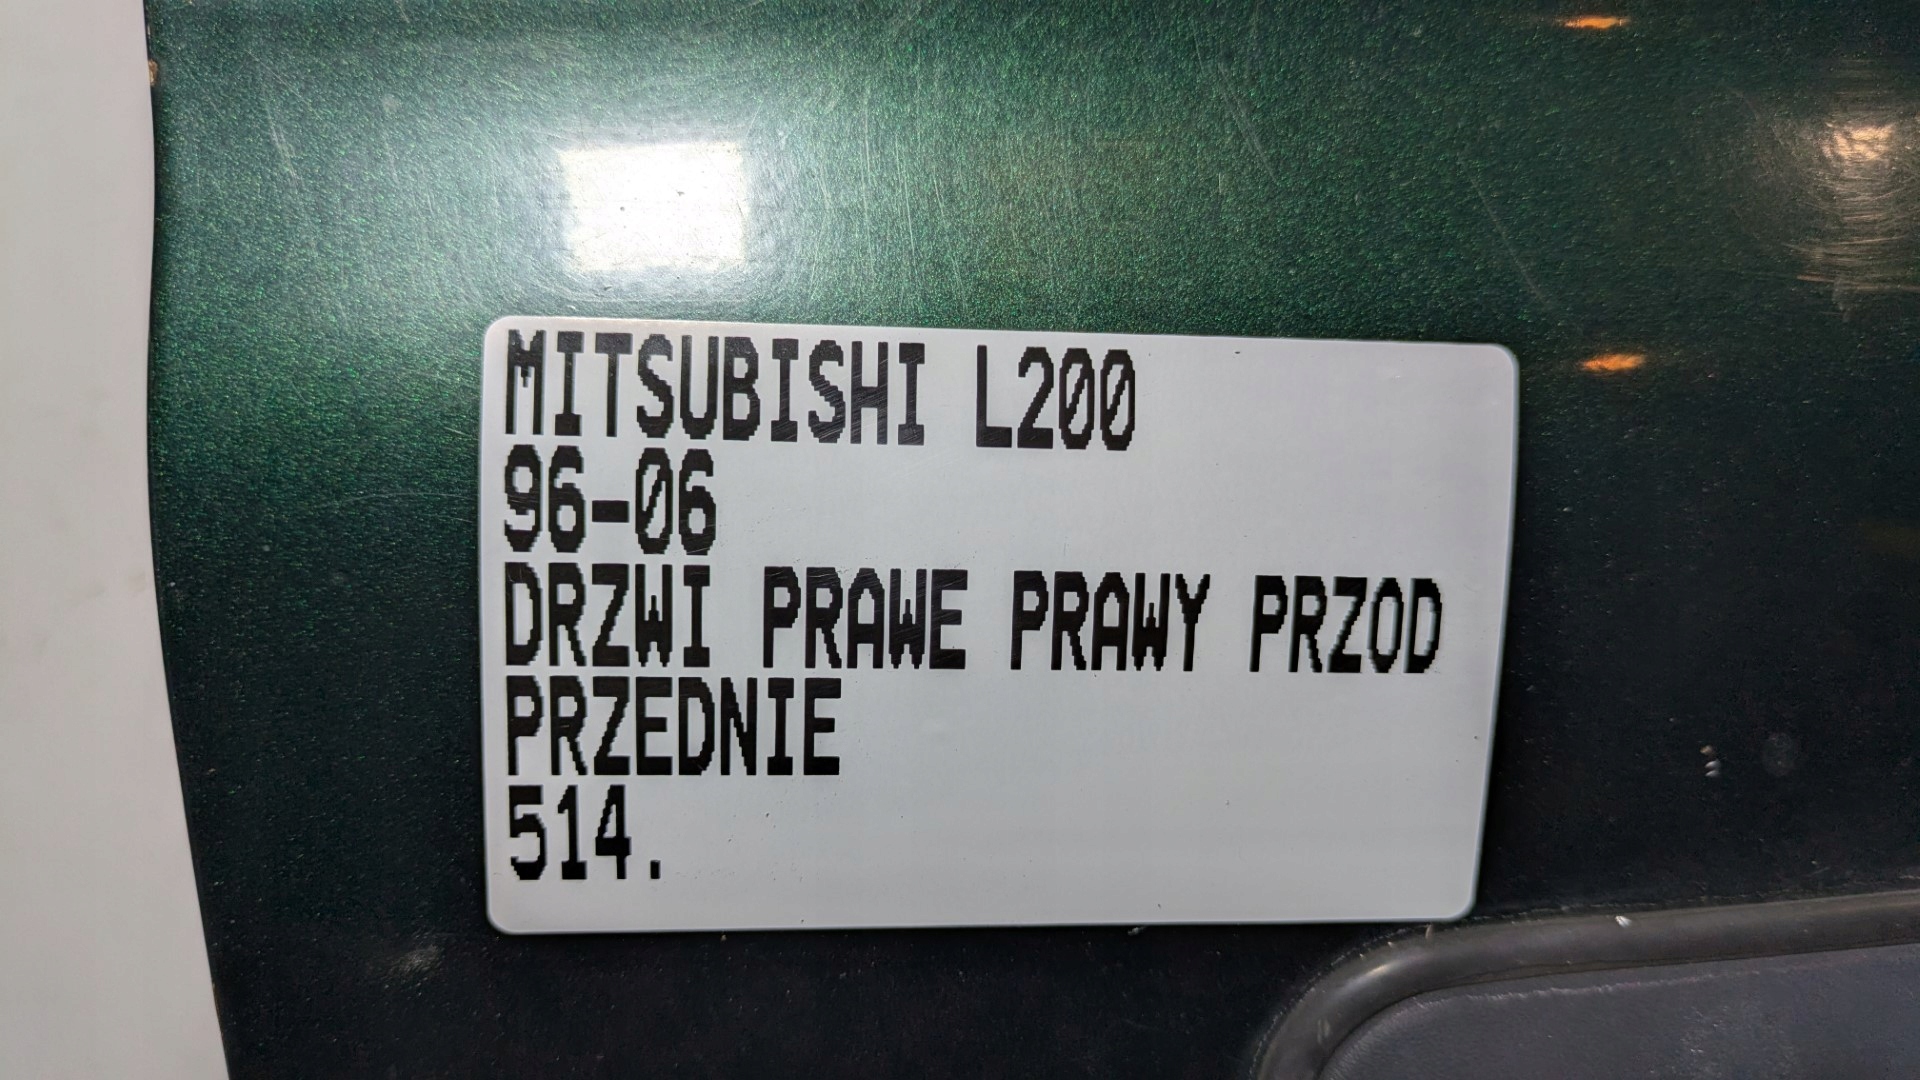 MITSUBISHI L200
96-06
DRZWI PRAWE PRAWY PRZOD
PRZEDNIE
514.